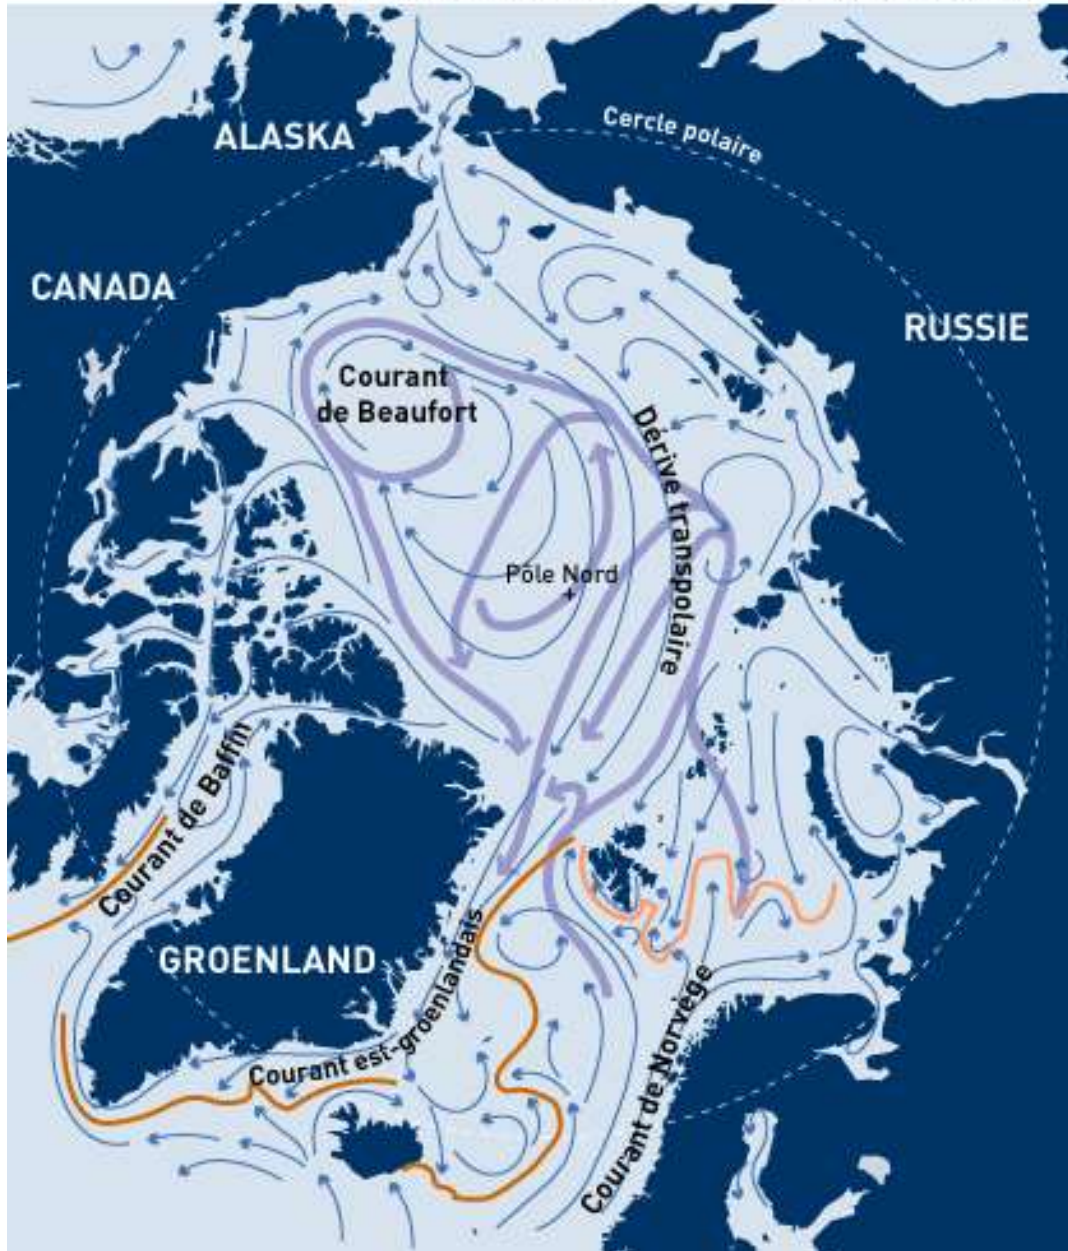 Cercle polaire
ALASKA
CANADA
RUSSIE
Courant
de Beaufort
Dérive transpolaire
Pôle Nord
Courant de Baffin
GROENLAND
Courant est-groenlandais
Courant de Norvège